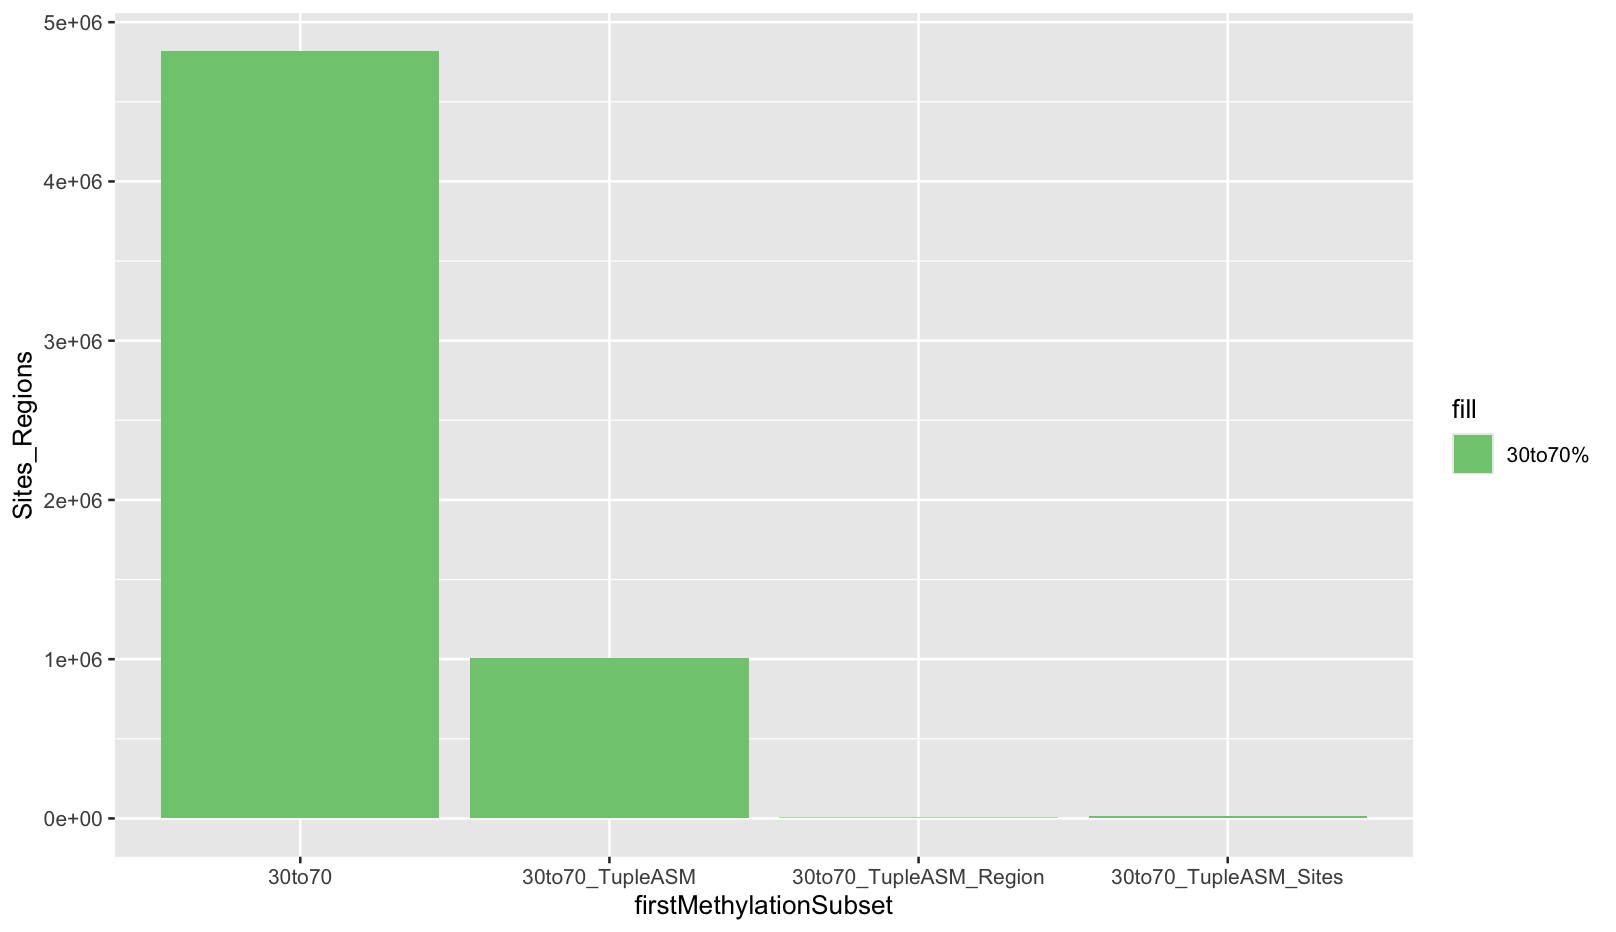 Sites_Regions
5e+06
4e+06
3e+06
2e+06
1e+06
0e+00
30to70
30to70_TupleASM
30to70_TupleASM_Region
30to70_TupleASM_Sites
firstMethylationSubset
fill
30to70%